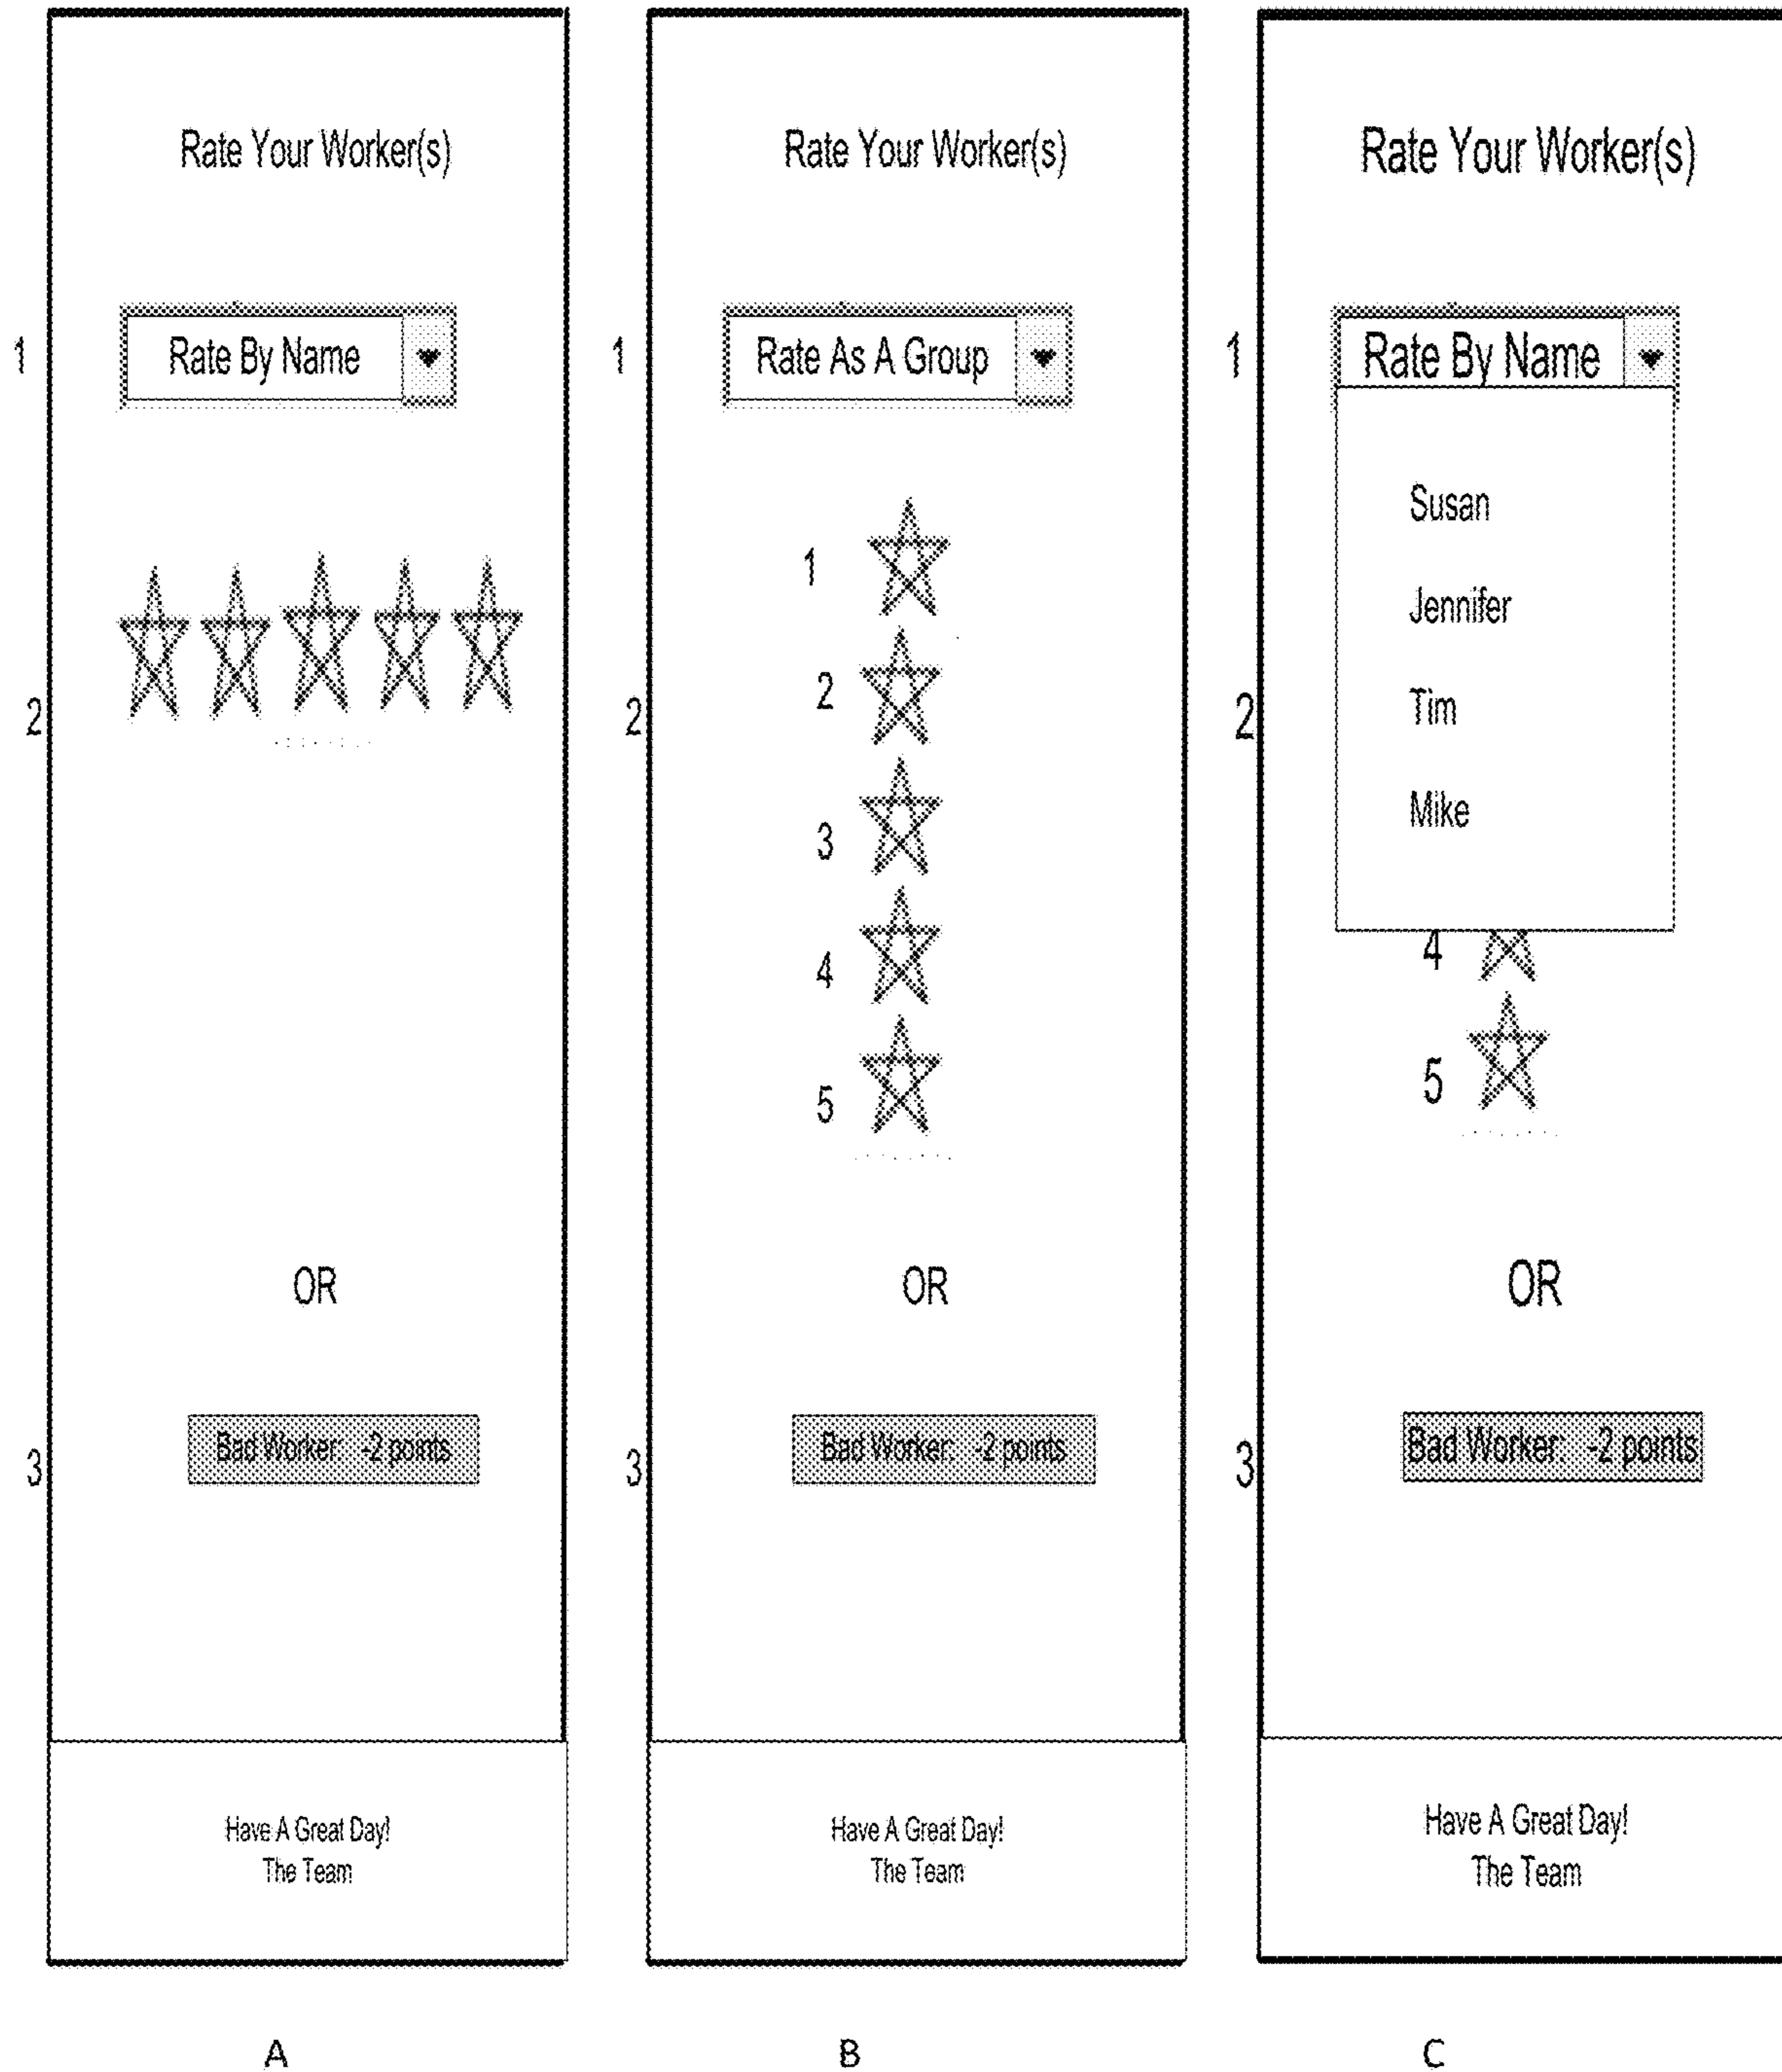 Rate Your Worker(s)
1
Rate By Name
2
OR
3
Bad Worker: -2 points
Have A Great Day!
The Team
A
Rate Your Worker(s)
1
Rate As A Group
1
2
2
3
4
5
OR
3
Bad Worker: -2 points
Have A Great Day!
The Team
B
Rate Your Worker(s)
1
Rate By Name
Susan
Jennifer
2
Tim
Mike
4
5
OR
3
Bad Worker: -2 points
Have A Great Day!
The Team
C